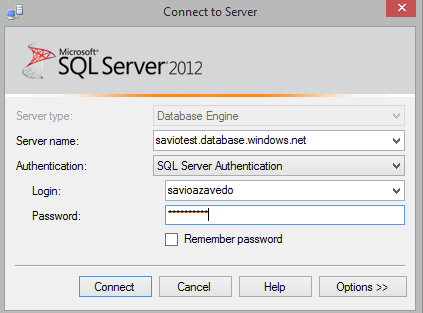 Connect to Server
Microsoft®
SQL Server® 2012
Server type: Database Engine
Server name: saviotest.database.windows.net
Authentication: SQL Server Authentication
Login: savioazavedo
Password: **********
Remember password
Connect Cancel Help Options >>